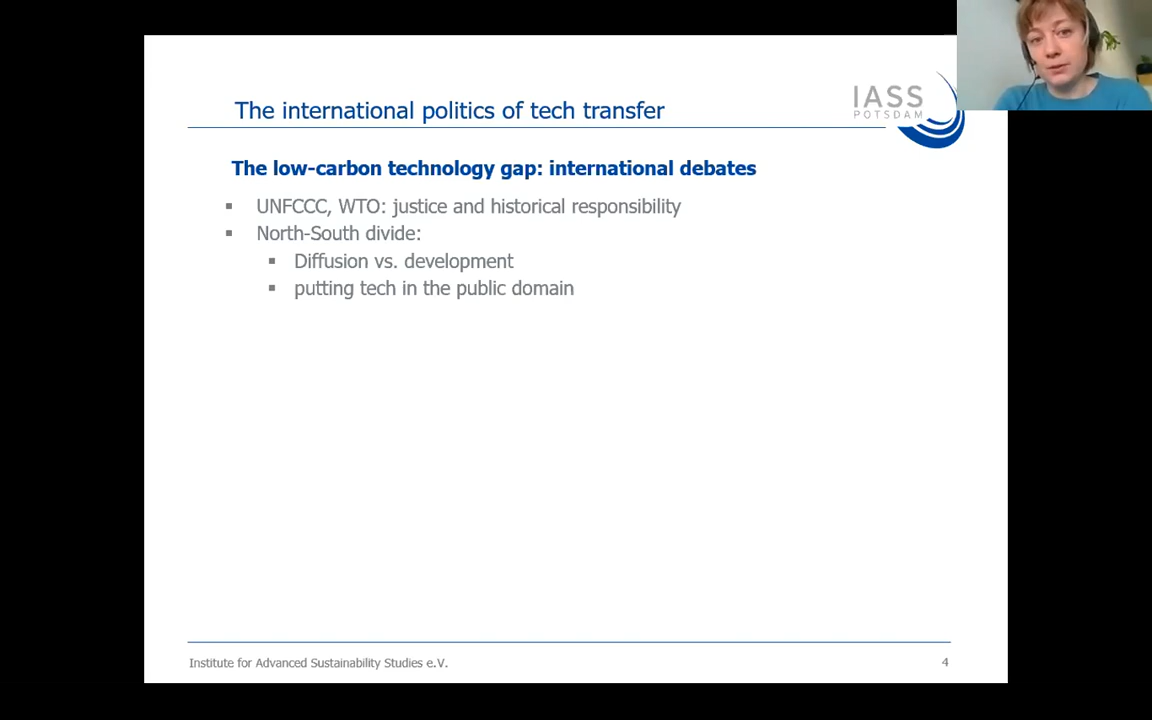 The international politics of tech transfer
IASS
POTSDAM
The low-carbon technology gap: international debates
▪ UNFCCC, WTO: justice and historical responsibility
▪ North-South divide:
▪ Diffusion vs. development
▪ putting tech in the public domain
Institute for Advanced Sustainability Studies e.V.
4